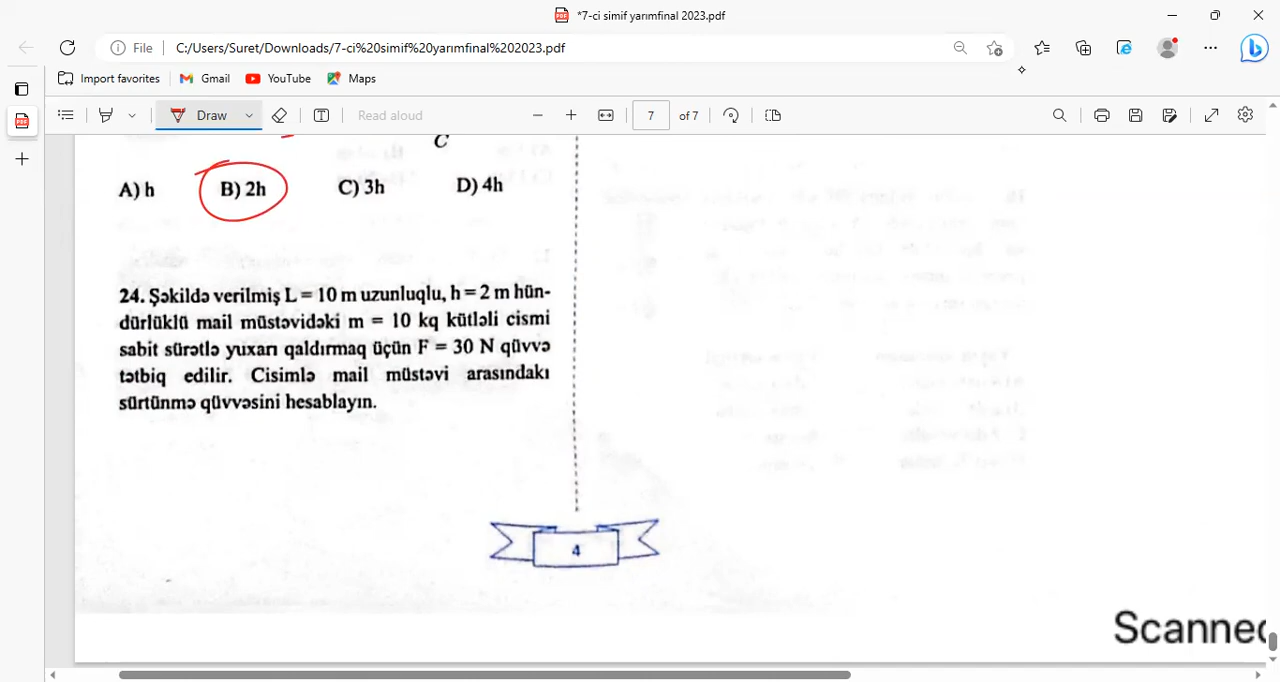 *7-ci simif yarımfinal 2023.pdf
File
C:/Users/Suret/Downloads/7-ci%20simif%20yarımfinal%202023.pdf
Import favorites
Gmail
YouTube
Maps
Draw
Read aloud
7
of 7
C
A) h
B) 2h
C) 3h
D) 4h
24. Şəkildə verilmiş L = 10 m uzunluqlu, h = 2 m hün-
dürlüklü mail müstəvidəki m = 10 kq kütləli cismi
sabit sürətlə yuxarı qaldırmaq üçün F = 30 N qüvvə
tətbiq edilir. Cisimlə mail müstəvi arasındakı
sürtünmə qüvvəsini hesablayın.
4
Scanned